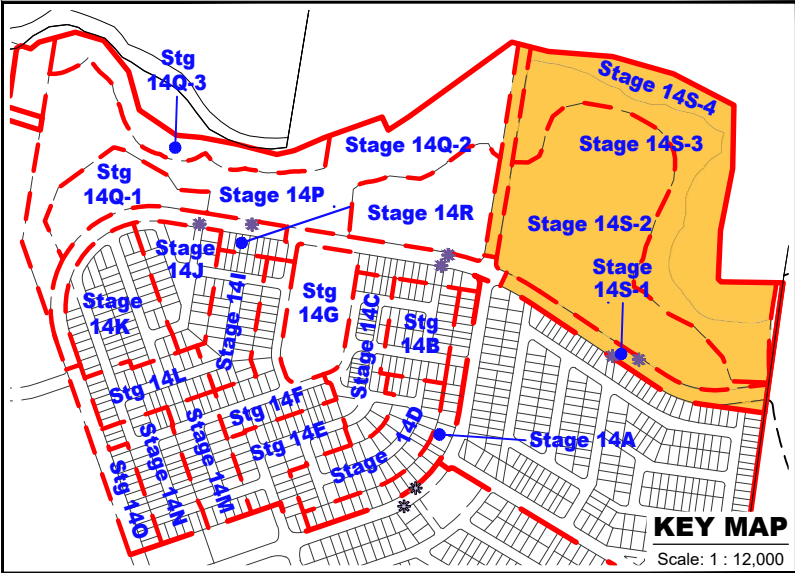 Stg
14Q-3
Stage 14S-4
Stage 14Q-2
Stage 14S-3
Stg
14Q-1
Stage 14P
Stage 14R
Stage 14S-2
Stage
14J
Stage
14S-1
Stage 14I
Stg
14G
Stage 14C
Stage
14K
Stg
14B
Stg 14L
Stg 14F
Stage 14D
Stg 14E
Stage 14A
Stg 14O
Stage 14N
Stage 14M
KEY MAP
Scale: 1 : 12,000